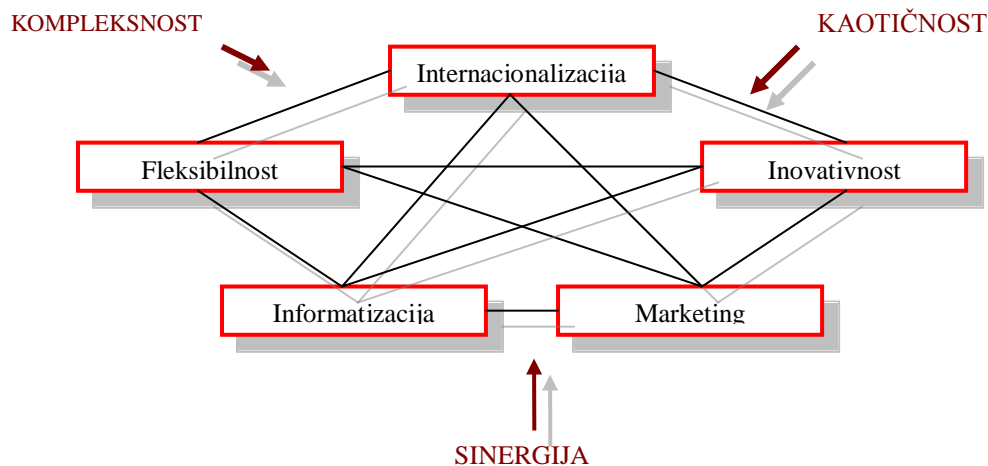 KOMPLEKSNOST
KAOTIČNOST
Internacionalizacija
Fleksibilnost
Inovativnost
Informatizacija
Marketing
SINERGIJA